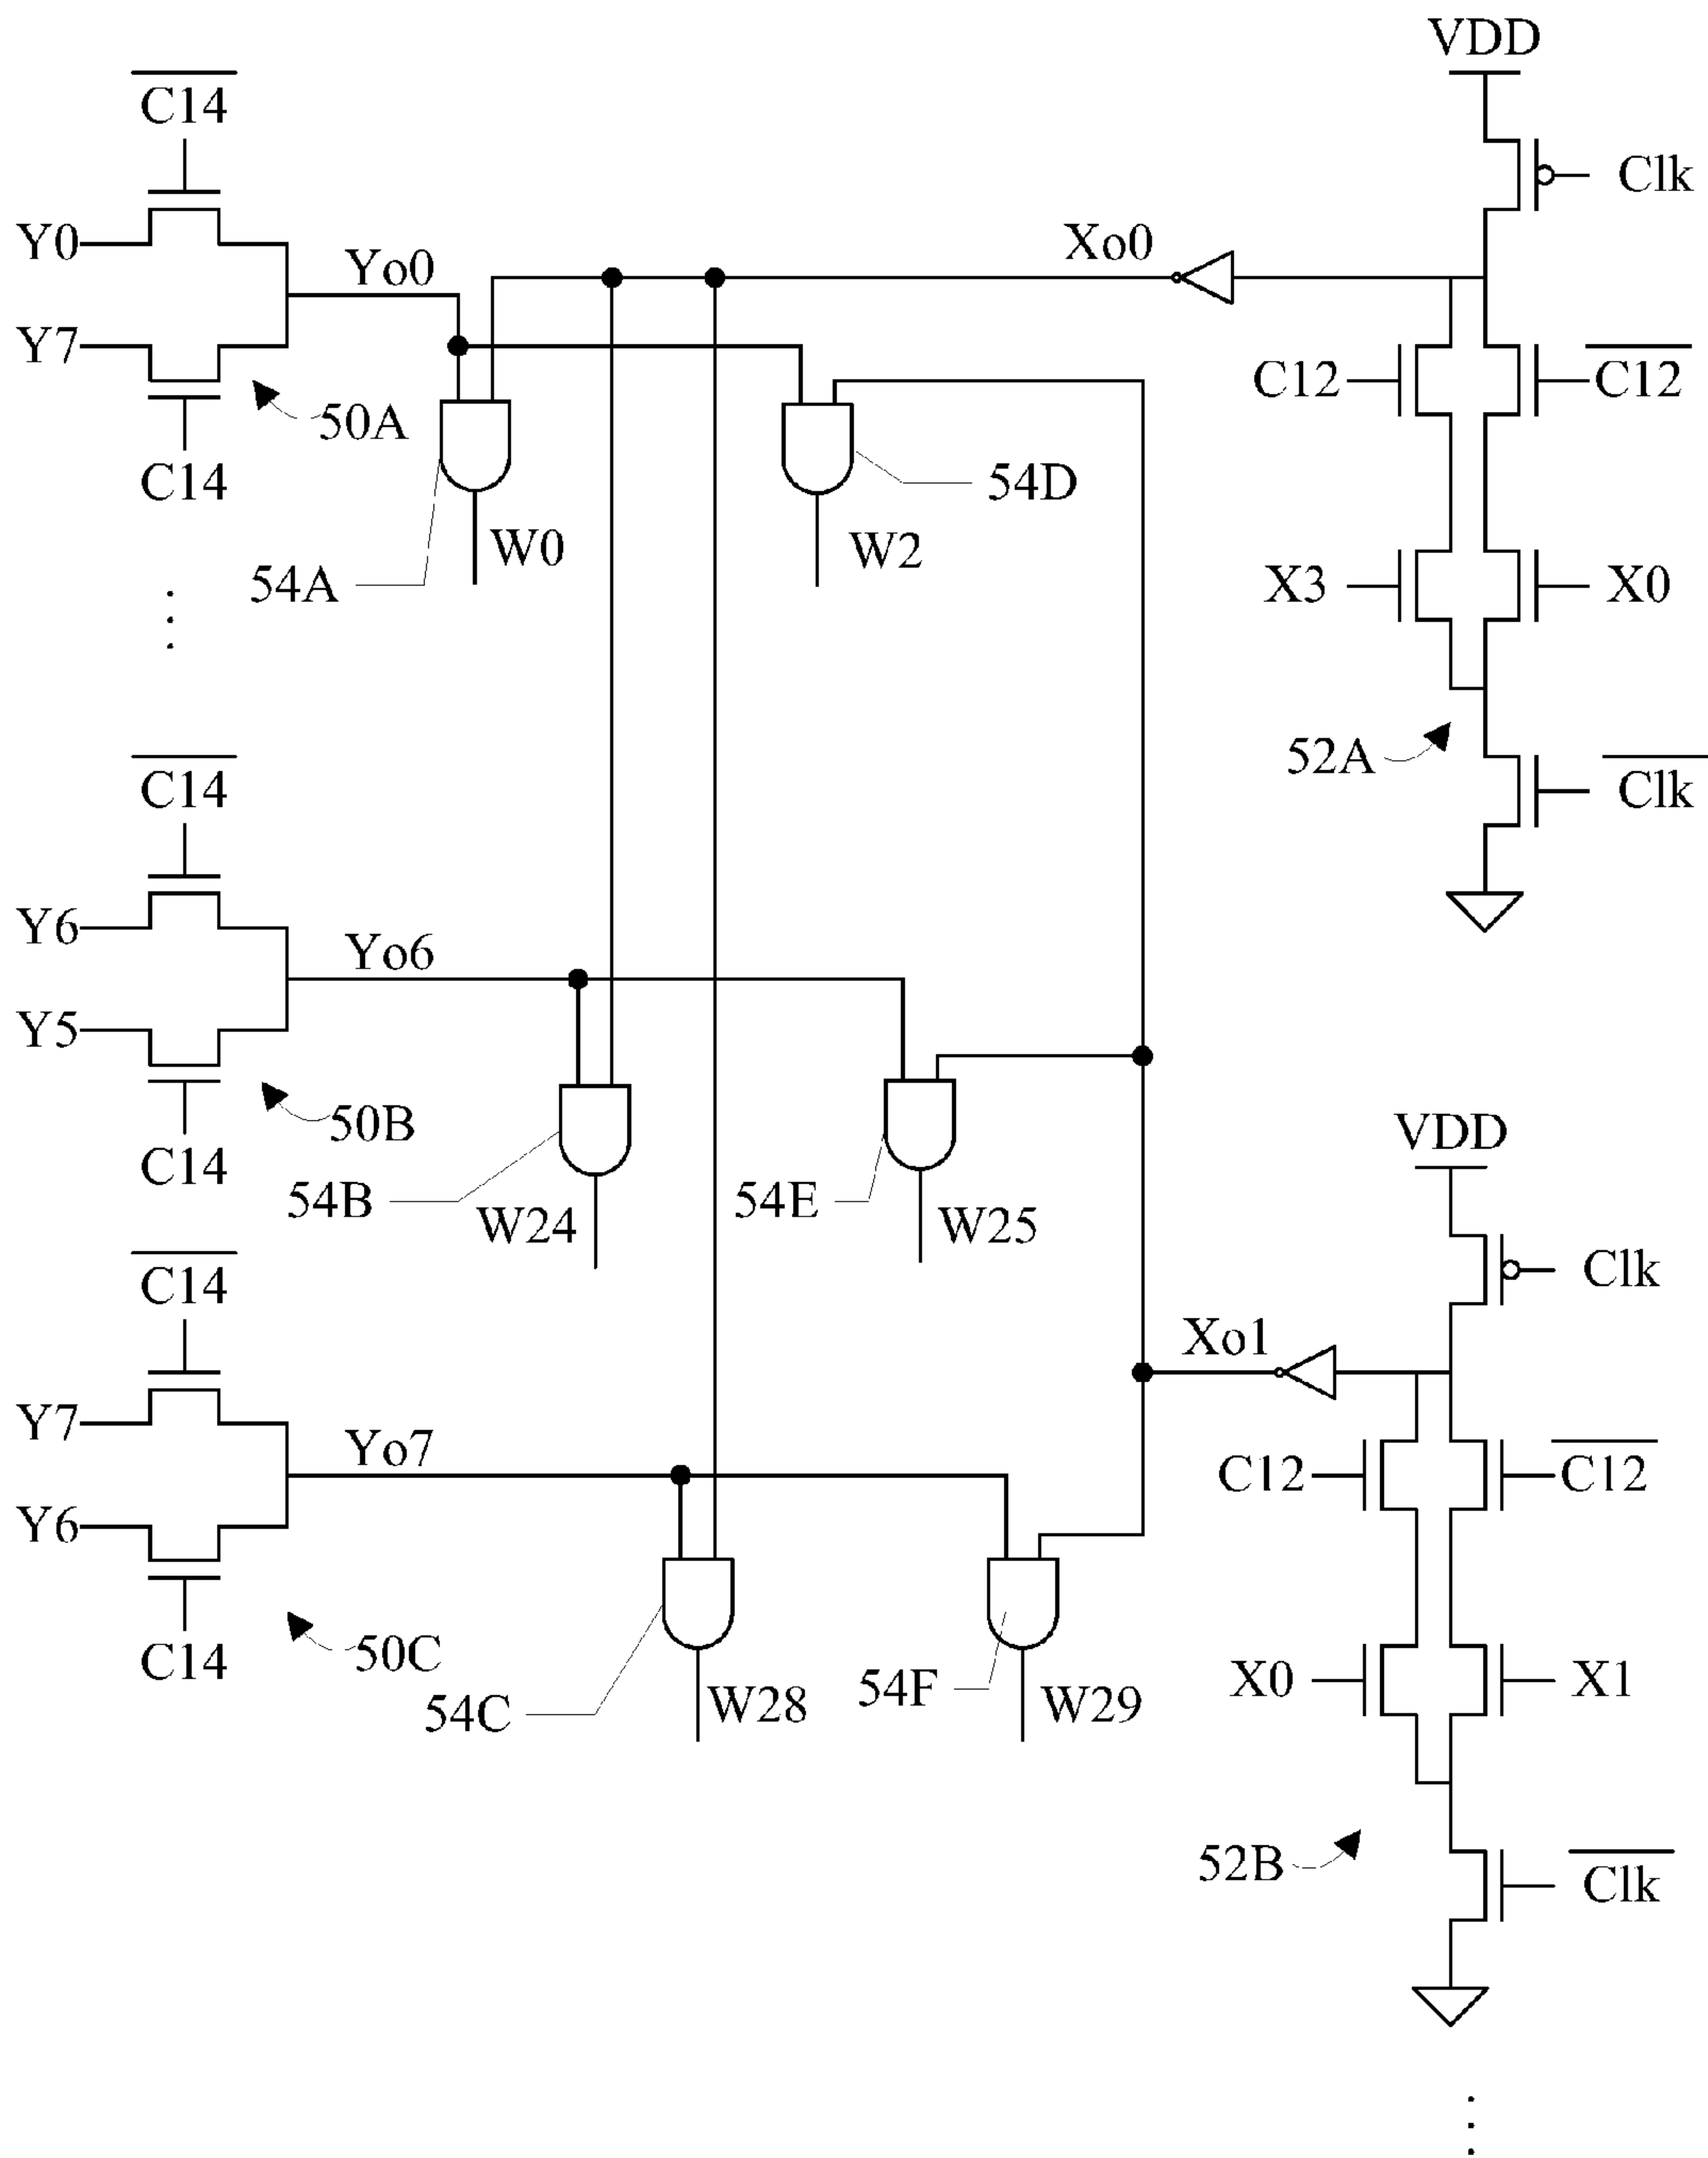 VDD
C14
Clk
Y0
Yo0
Xo0
Y7
C12
C12
50A
C14
54D
W0
W2
54A
X3
X0
52A
C14
Clk
Y6
Yo6
Y5
50B
VDD
C14
54B
54E
W24
W25
C14
Clk
Xo1
Y7
Yo7
C12
C12
Y6
50C
C14
X0
X1
54F
54C
W28
W29
52B
Clk